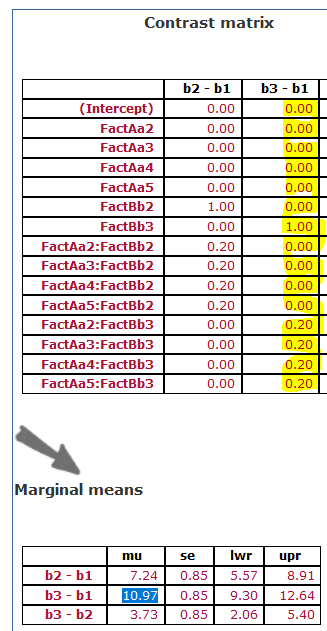 Contrast matrix
b2 - b1 b3 - b1
(Intercept) 0.00 0.00
FactAa2 0.00 0.00
FactAa3 0.00 0.00
FactAa4 0.00 0.00
FactAa5 0.00 0.00
FactBb2 1.00 0.00
FactBb3 0.00 1.00
FactAa2:FactBb2 0.20 0.00
FactAa3:FactBb2 0.20 0.00
FactAa4:FactBb2 0.20 0.00
FactAa5:FactBb2 0.20 0.00
FactAa2:FactBb3 0.00 0.20
FactAa3:FactBb3 0.00 0.20
FactAa4:FactBb3 0.00 0.20
FactAa5:FactBb3 0.00 0.20
Marginal means
mu se lwr upr
b2 - b1 7.24 0.85 5.57 8.91
b3 - b1 10.97 0.85 9.30 12.64
b3 - b2 3.73 0.85 2.06 5.40